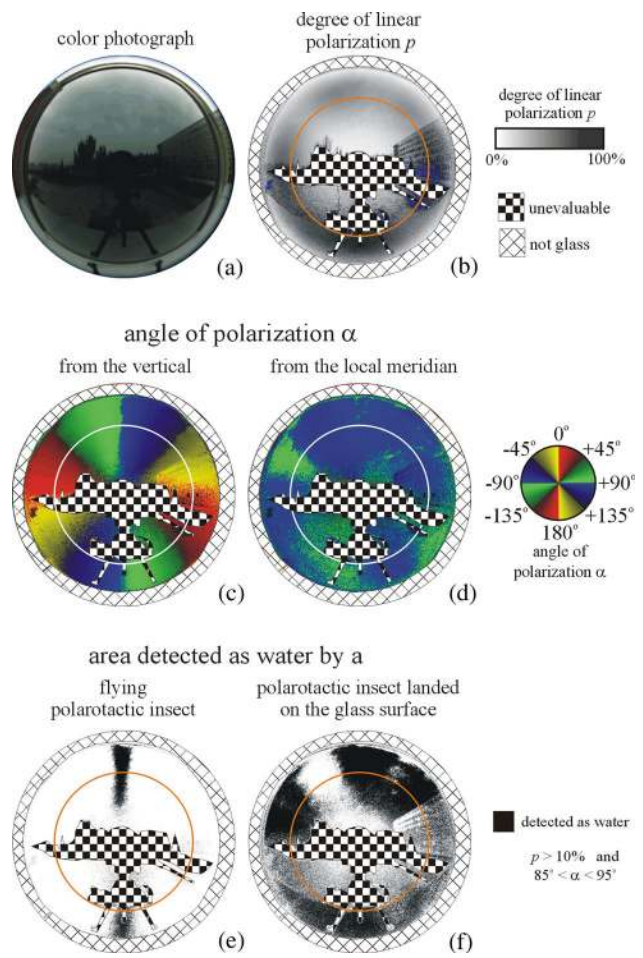 color photograph
degree of linear
polarization p
degree of linear
polarization p
0%
100%
unevaluable
not glass
(a)
(b)
angle of polarization α
from the vertical
from the local meridian
0°
-45°
+45°
-90°
+90°
-135°
+135°
180°
angle of
polarization α
(c)
(d)
area detected as water by a
flying
polarotactic insect
polarotactic insect landed
on the glass surface
detected as water
p > 10% and
85° < α < 95°
(e)
(f)